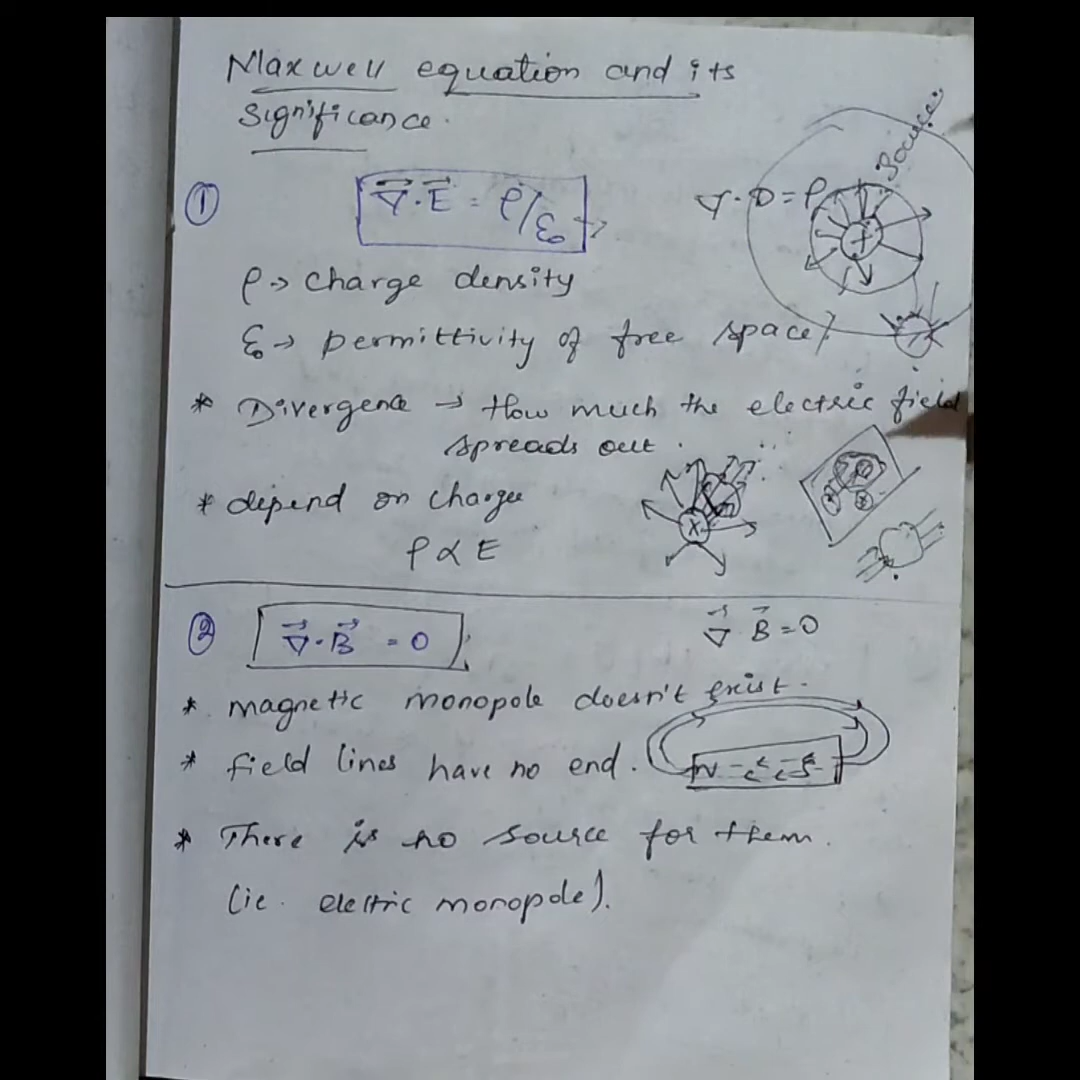 Maxwell equation and its
significance.
① ∇⃗·E⃗ = ρ/ε₀ → ∇·D = ρ
Source
ρ → charge density
ε₀ → permittivity of free space
* Divergence → How much the electric field
spreads out.
* depend on charge
ρ ∝ E
② ∇⃗·B⃗ = 0 ∇⃗ B⃗ = 0
* magnetic monopole doesn't exist.
* field lines have no end.
N S
* There is no source for them.
(ie. electric monopole).